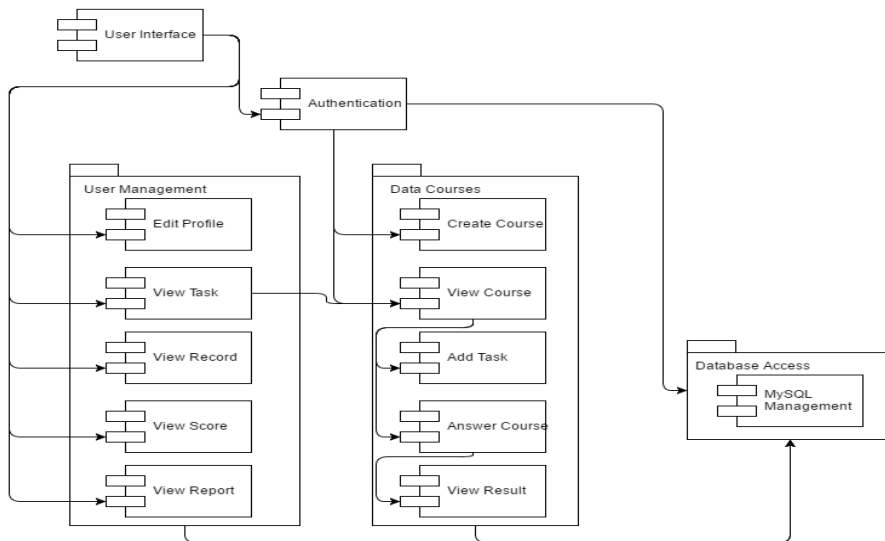 User Interface
Authentication
User Management
Edit Profile
View Task
View Record
View Score
View Report
Data Courses
Create Course
View Course
Add Task
Answer Course
View Result
Database Access
MySQL
Management